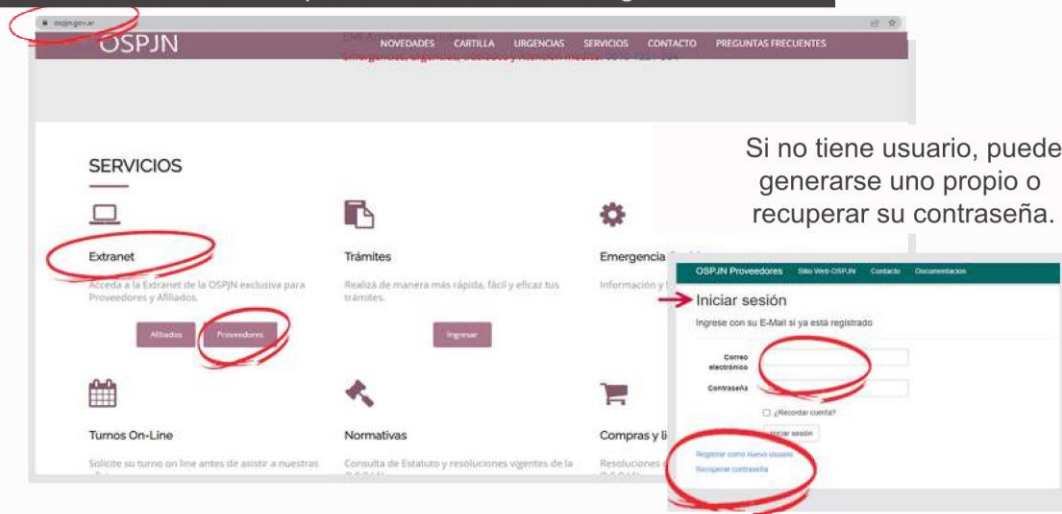 ospjn.gov.ar
OSPJN
NOVEDADES CARTILLA URGENCIAS SERVICIOS CONTACTO PREGUNTAS FRECUENTES
SERVICIOS
Extranet
Acceda a la Extranet de la OSPJN exclusiva para
Proveedores y Afiliados.
Afiliados Proveedores
Trámites
Realizá de manera más rápida, fácil y eficaz tus
trámites.
Ingresar
Emergencia
Información y
Turnos On-Line
Solicite su turno on line antes de asistir a nuestras
Normativas
Consulta de Estatuto y resoluciones vigentes de la
Compras y li
Resoluciones
Si no tiene usuario, puede
generarse uno propio o
recuperar su contraseña.
OSPJN Proveedores Sitio Web OSPJN Contacto Documentacion
Iniciar sesión
Ingrese con su E-Mail si ya está registrado
Correo
electrónico
Contraseña
¿Recordar cuenta?
Iniciar sesión
Registrar como nuevo usuario
Recuperar contraseña